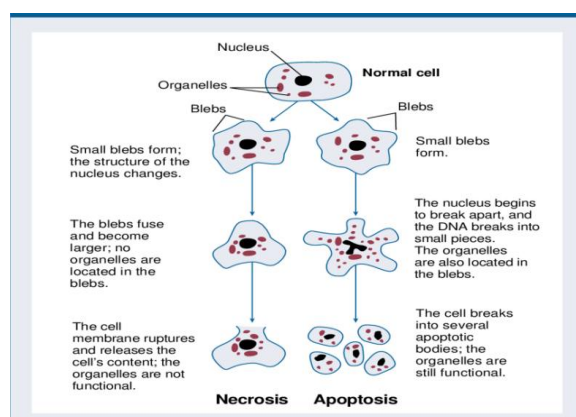 Nucleus
Normal cell
Organelles
Blebs
Blebs
Small blebs form;
the structure of the
nucleus changes.
Small blebs
form.
The blebs fuse
and become
larger; no
organelles are
located in the
blebs.
The nucleus begins
to break apart, and
the DNA breaks into
small pieces.
The organelles
are also located in
the blebs.
The cell
membrane ruptures
and releases the
cell's content; the
organelles are not
functional.
The cell breaks
into several
apoptotic
bodies; the
organelles are
still functional.
Necrosis
Apoptosis